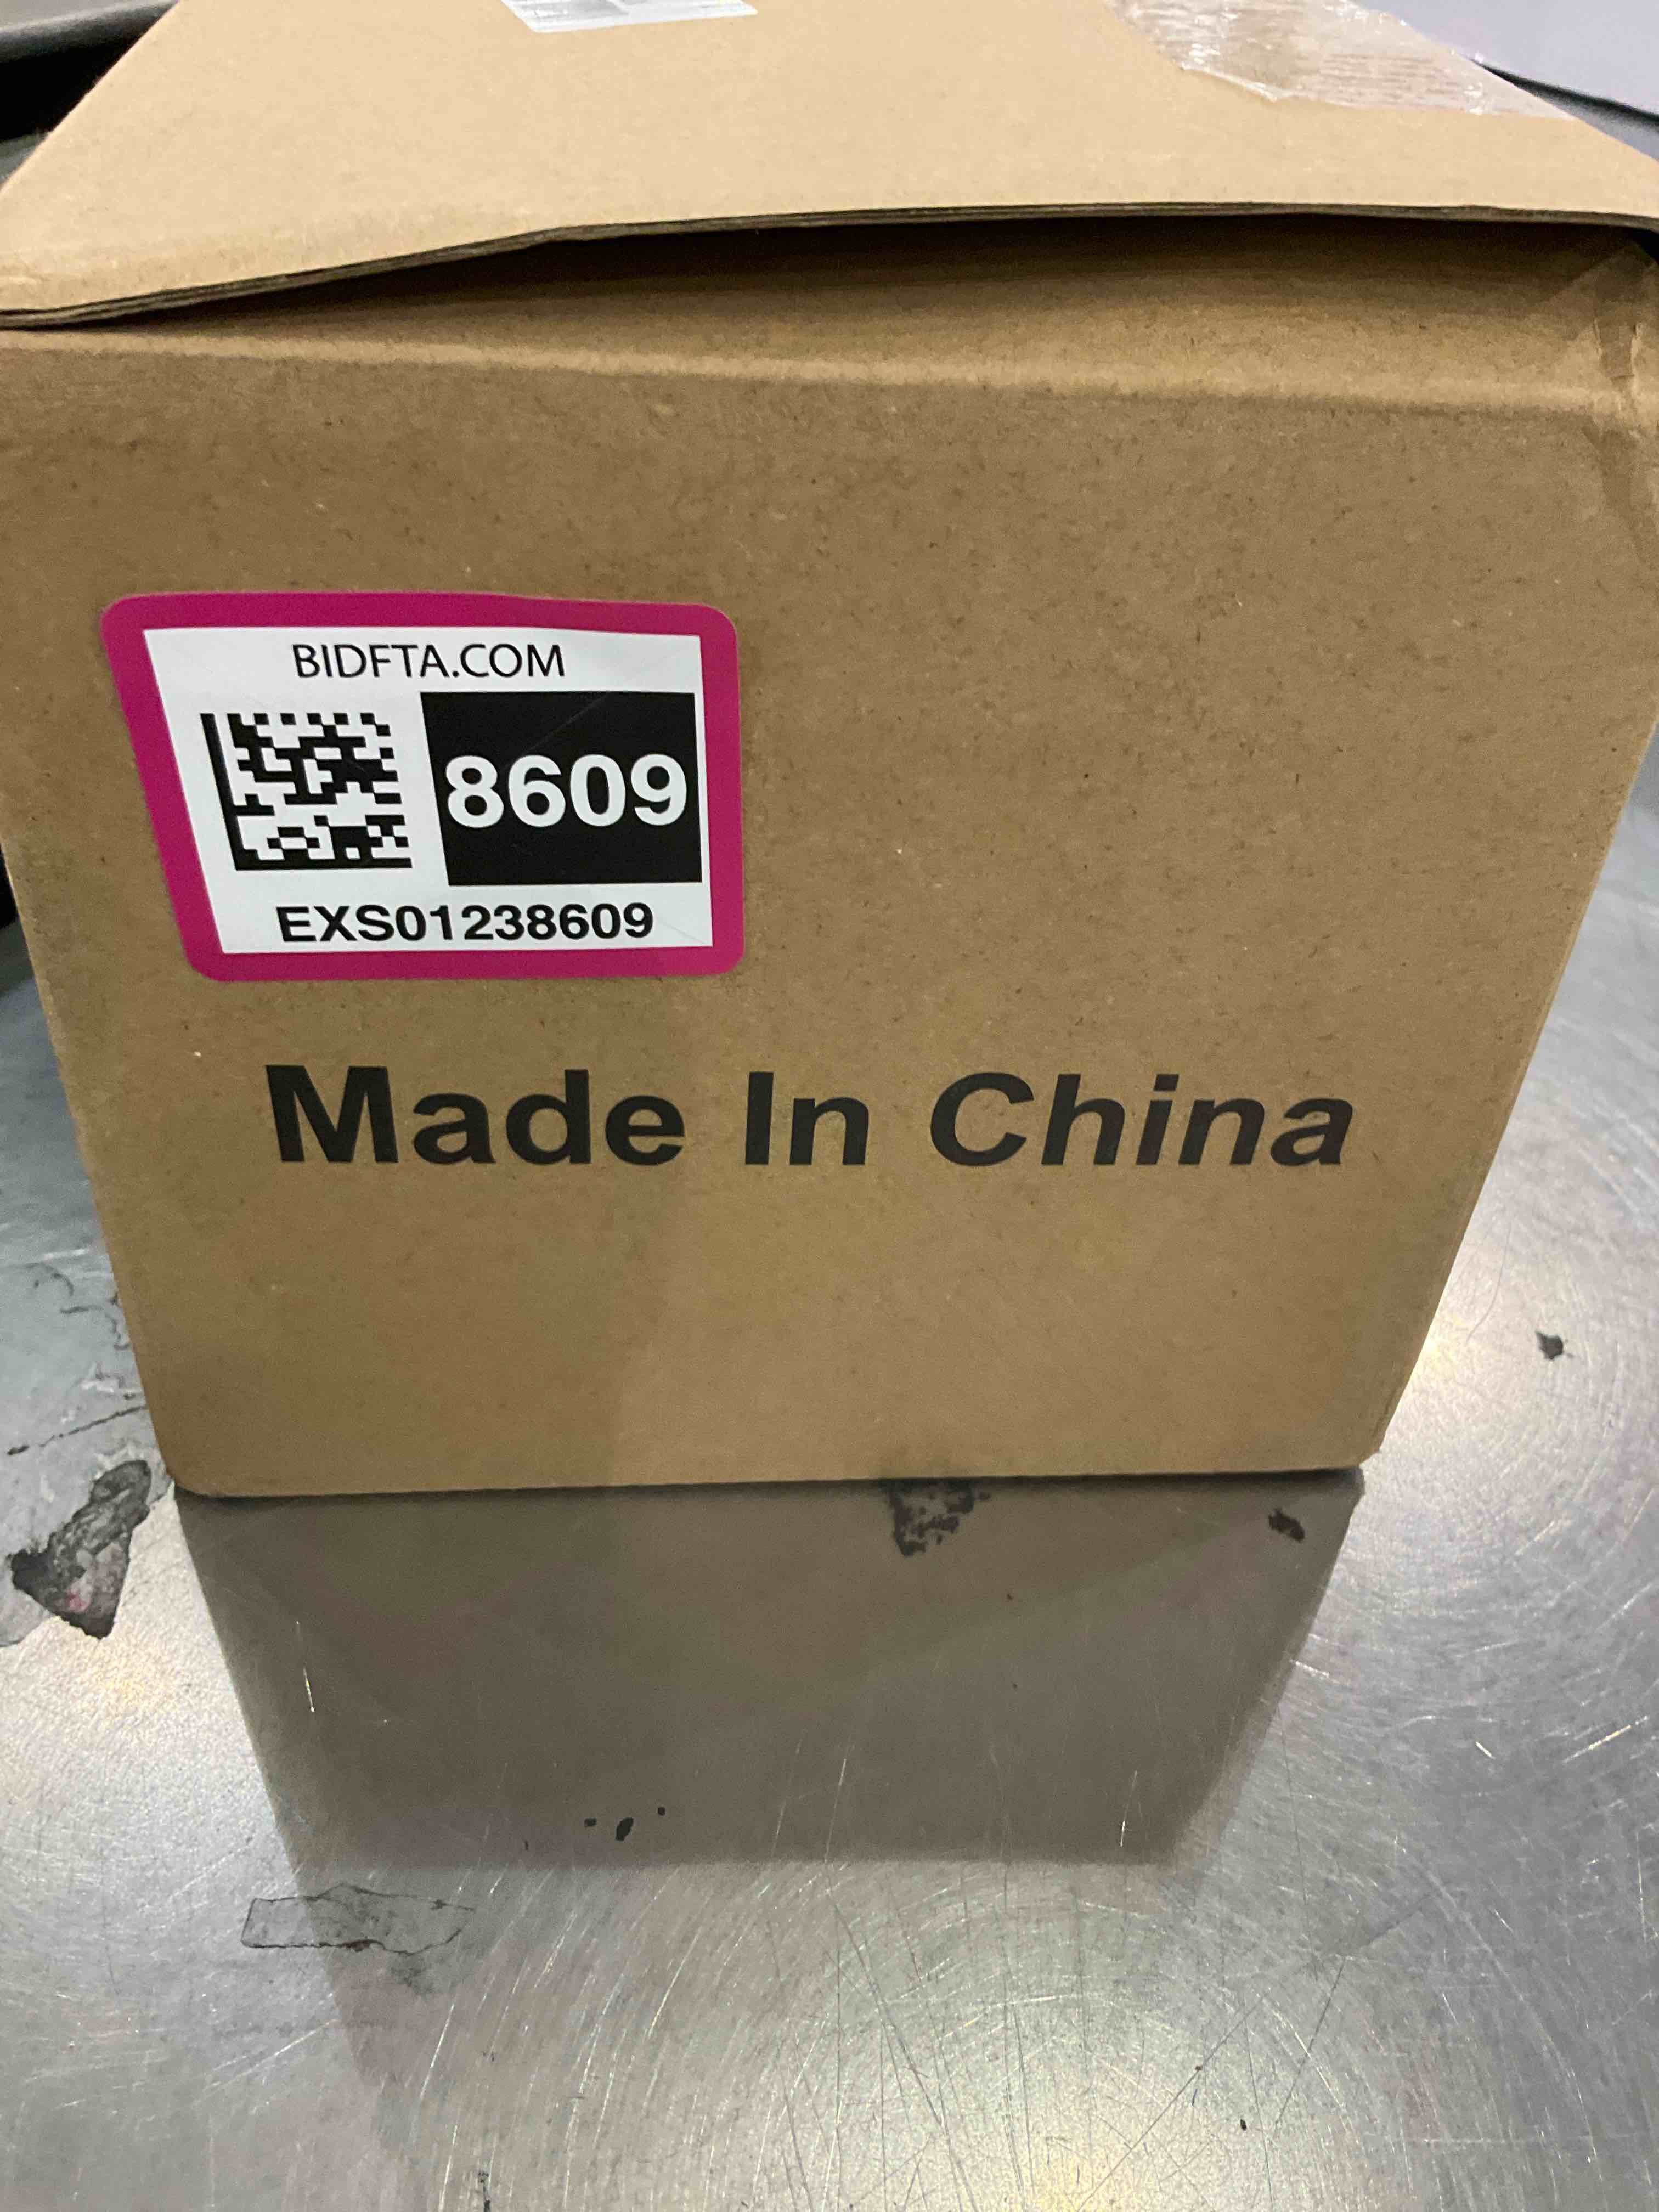 BIDFTA.COM
8609
EXS01238609
Made In China